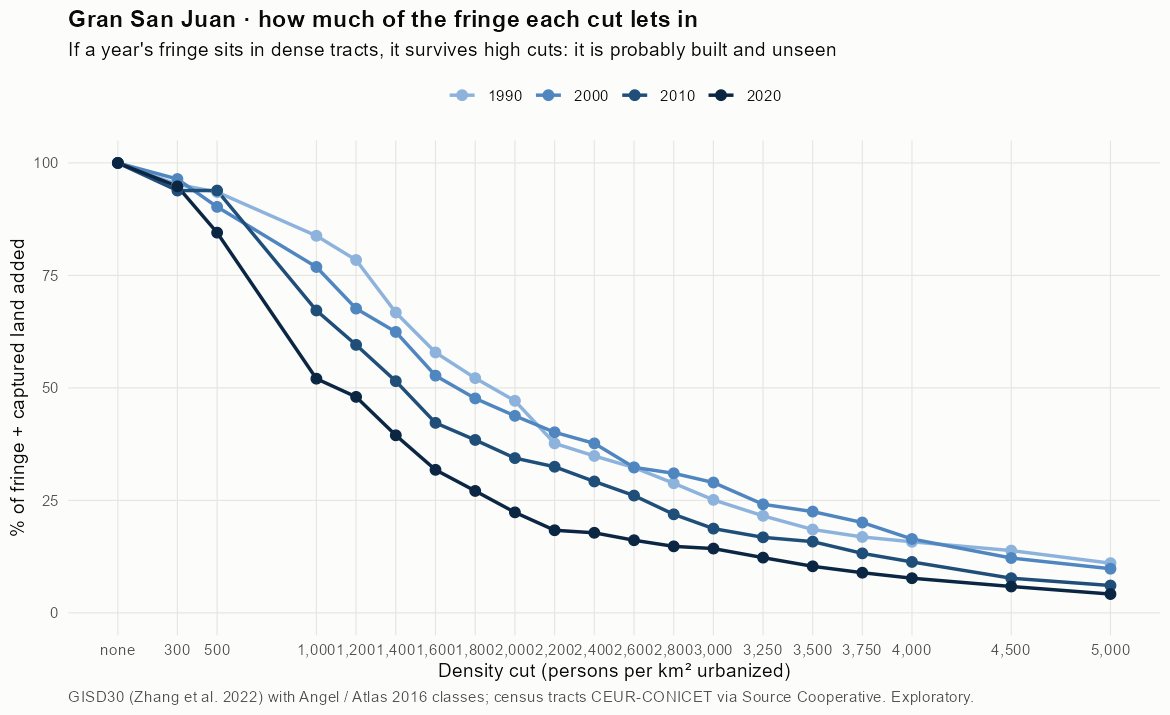 Gran San Juan · how much of the fringe each cut lets in
If a year's fringe sits in dense tracts, it survives high cuts: it is probably built and unseen
1990 2000 2010 2020
% of fringe + captured land added
100
75
50
25
0
none 300 500 1,000 1,200 1,400 1,600 1,800 2,000 2,200 2,400 2,600 2,800 3,000 3,250 3,500 3,750 4,000 4,500 5,000
Density cut (persons per km² urbanized)
GISD30 (Zhang et al. 2022) with Angel / Atlas 2016 classes; census tracts CEUR-CONICET via Source Cooperative. Exploratory.